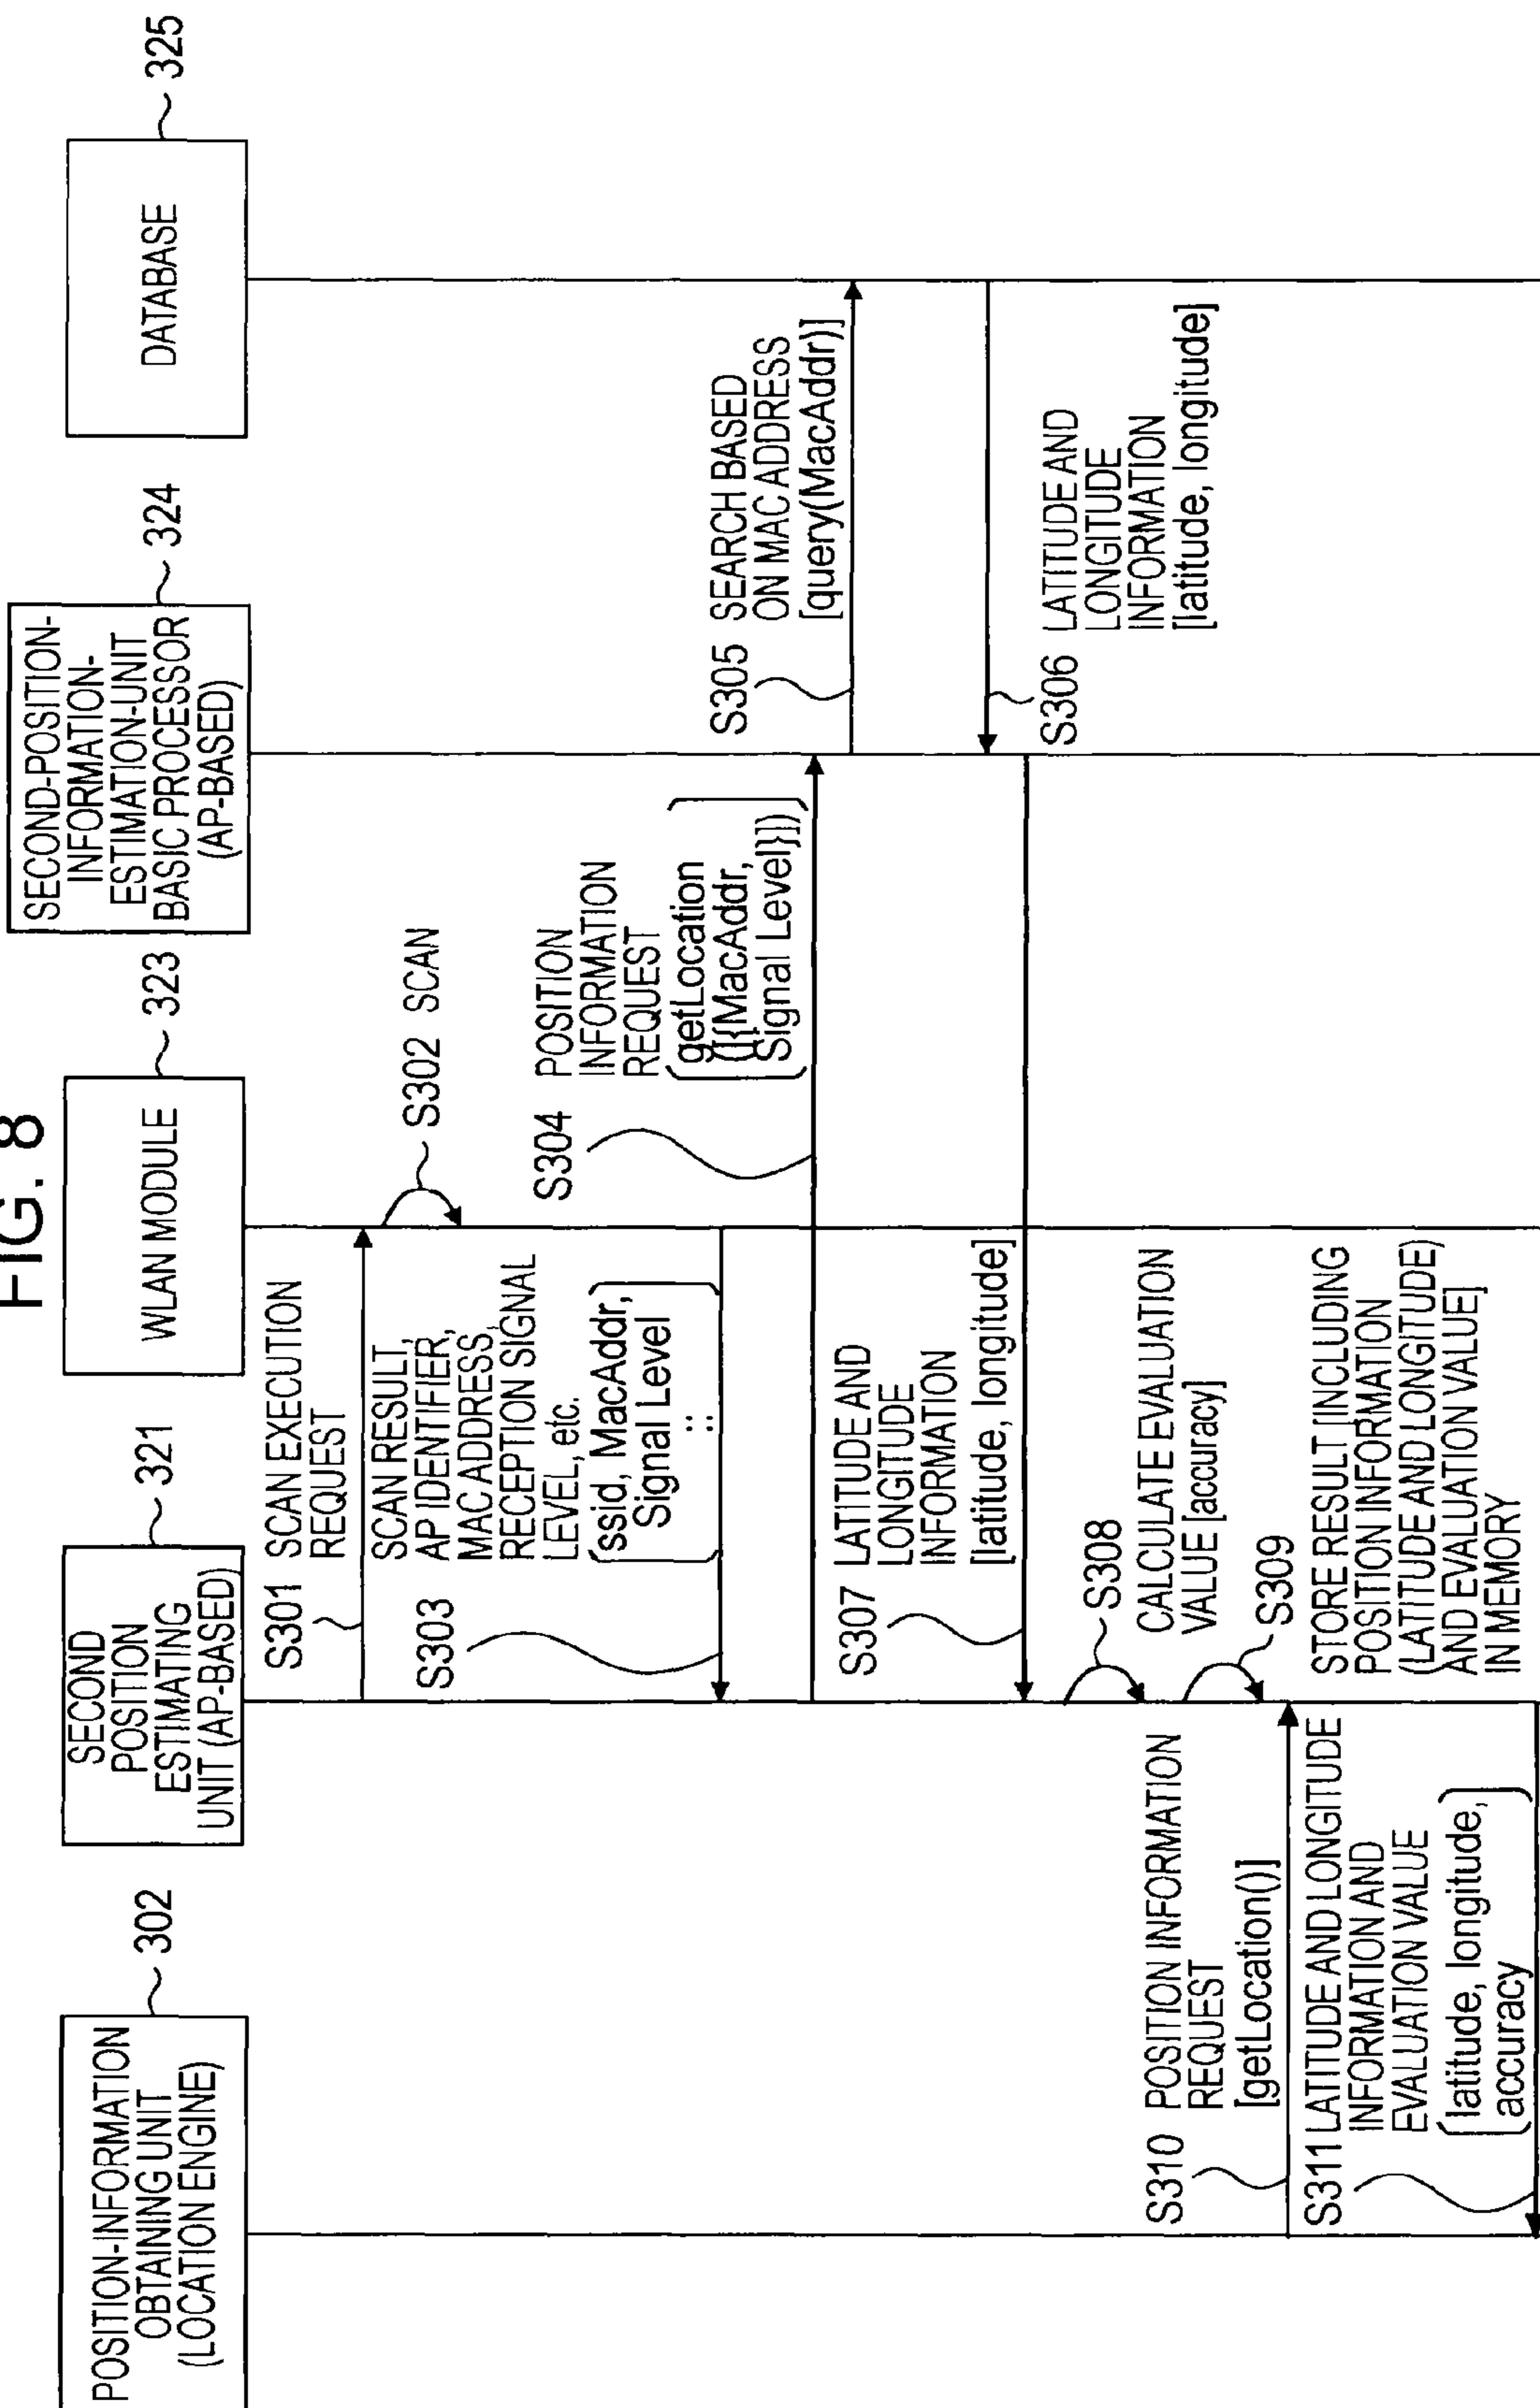 FIG. 8
POSITION-INFORMATION
OBTAINING UNIT
(LOCATION ENGINE)
302
SECOND
POSITION
ESTIMATING
UNIT (AP-BASED)
321
WLAN MODULE
323
SECOND-POSITION-
INFORMATION-
ESTIMATION-UNIT
BASIC PROCESSOR
(AP-BASED)
324
DATABASE
325
S301 SCAN EXECUTION
REQUEST
S302 SCAN
SCAN RESULT,
AP IDENTIFIER,
MAC ADDRESS,
RECEPTION SIGNAL
LEVEL, etc.
S303
ssid, MacAddr,
Signal Level
::
S304
POSITION
INFORMATION
REQUEST
getLocation
([{MacAddr,
Signal Level}])
S305 SEARCH BASED
ON MAC ADDRESS
[query(MacAddr)]
S306 LATITUDE AND
LONGITUDE
INFORMATION
[latitude, longitude]
S307 LATITUDE AND
LONGITUDE
INFORMATION
[latitude, longitude]
S308
CALCULATE EVALUATION
VALUE [accuracy]
S309
STORE RESULT [INCLUDING
POSITION INFORMATION
(LATITUDE AND LONGITUDE)
AND EVALUATION VALUE]
IN MEMORY
S310 POSITION INFORMATION
REQUEST
[getLocation()]
S311 LATITUDE AND LONGITUDE
INFORMATION AND
EVALUATION VALUE
latitude, longitude,
accuracy